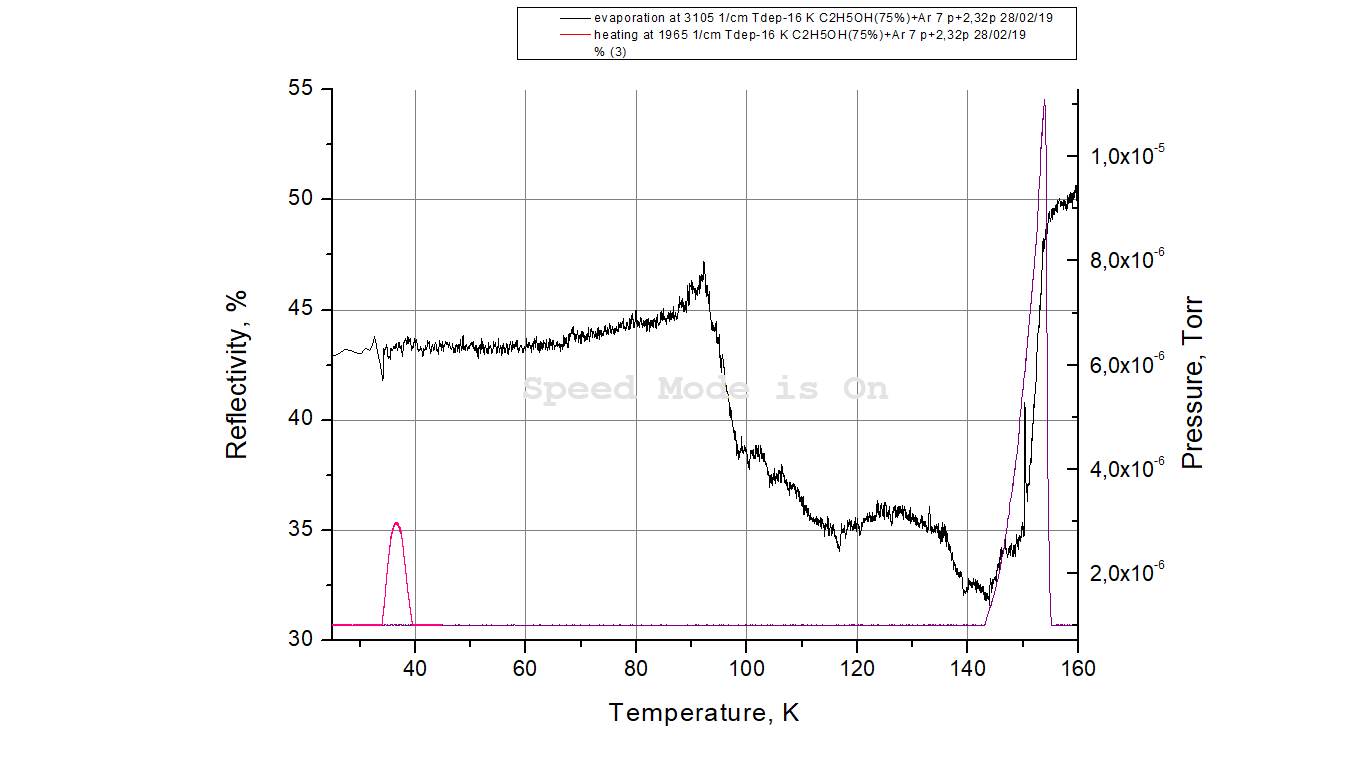 evaporation at 3105 1/cm Tdep-16 K C2H5OH(75%)+Ar 7 p+2,32p 28/02/19
heating at 1965 1/cm Tdep-16 K C2H5OH(75%)+Ar 7 p+2,32p 28/02/19
% (3)
55
50
45
40
35
30
Reflectivity, %
1,0x10^-5
8,0x10^-6
6,0x10^-6
4,0x10^-6
2,0x10^-6
Pressure, Torr
Speed Mode is On
40 60 80 100 120 140 160
Temperature, K